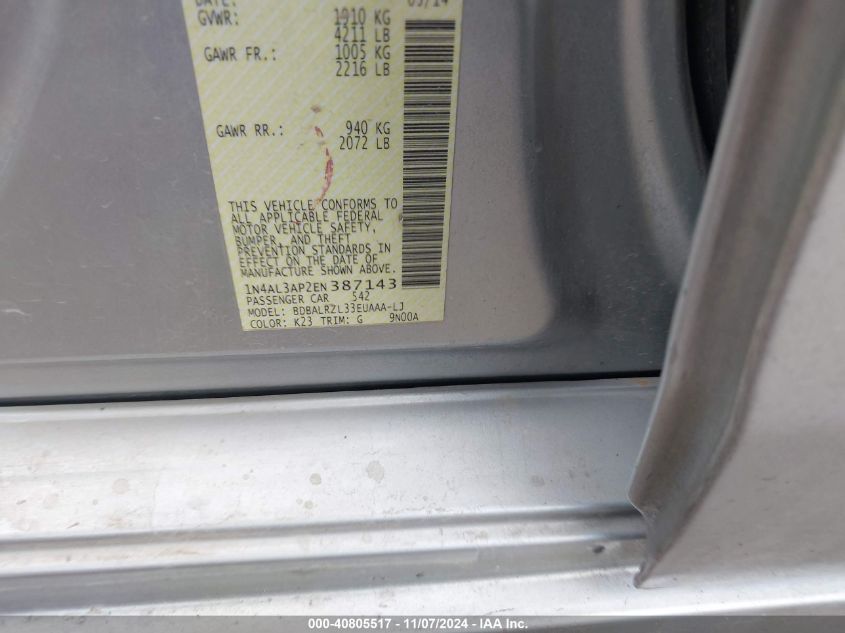 DATE:
GVWR: 1910 KG
4211 LB
GAWR FR.: 1005 KG
2216 LB
GAWR RR.: 940 KG
2072 LB
THIS VEHICLE CONFORMS TO
ALL APPLICABLE FEDERAL
MOTOR VEHICLE SAFETY,
BUMPER, AND THEFT
PREVENTION STANDARDS IN
EFFECT ON THE DATE OF
MANUFACTURE SHOWN ABOVE.
1N4AL3AP2EN387143
PASSENGER CAR 542
MODEL: BDBALRZL33EUAAA-LJ
COLOR: K23 TRIM: G 9N00A
000-40805517 - 11/07/2024 - IAA Inc.